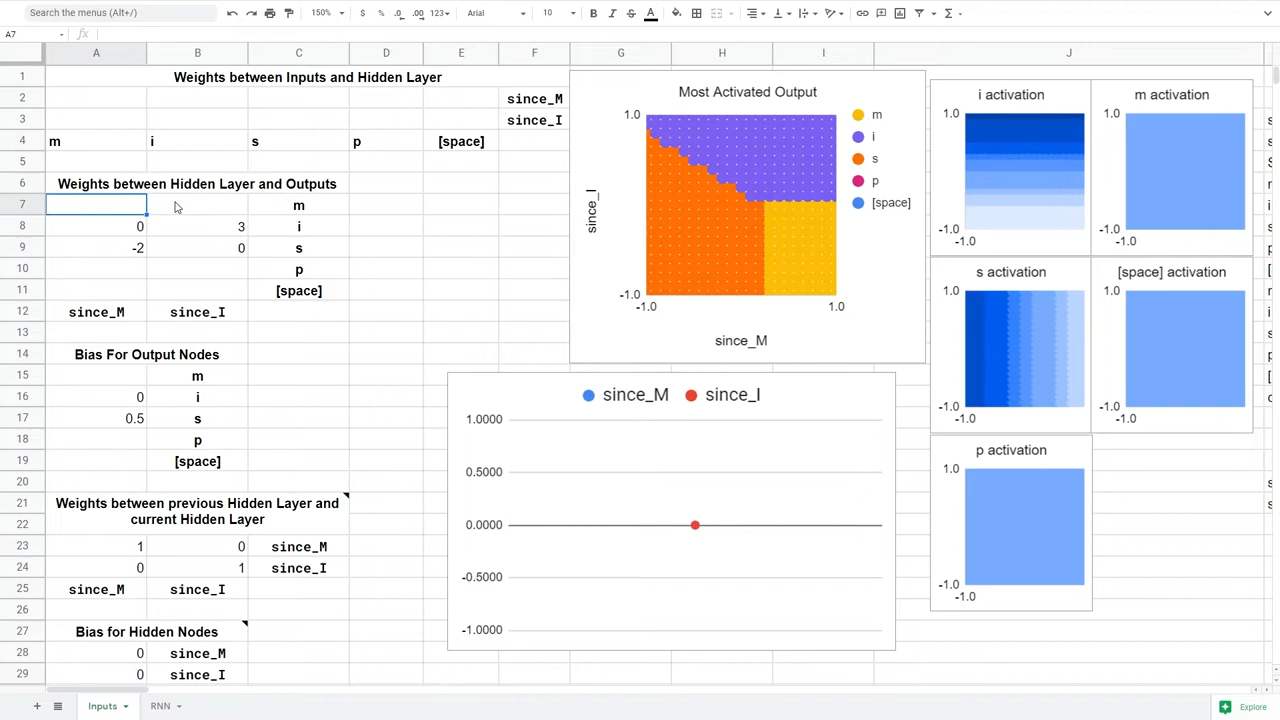 Search the menus (Alt+/)
150%
$ % .0 .00 123
Arial
10
B I S A
A7
fx
A B C D E F G H I J
1 Weights between Inputs and Hidden Layer
2 since_M
3 since_I
4 m i s p [space]
5
6 Weights between Hidden Layer and Outputs
7 m
8 0 3 i
9 -2 0 s
10 p
11 [space]
12 since_M since_I
13
14 Bias For Output Nodes
15 m
16 0 i
17 0.5 s
18 p
19 [space]
20
21 Weights between previous Hidden Layer and
22 current Hidden Layer
23 1 0 since_M
24 0 1 since_I
25 since_M since_I
26
27 Bias for Hidden Nodes
28 0 since_M
29 0 since_I
Most Activated Output
1.0
since_I
-1.0
-1.0 1.0
since_M
m
i
s
p
[space]
since_M since_I
1.0000
0.5000
0.0000
-0.5000
-1.0000
i activation
1.0
-1.0
-1.0
m activation
1.0
-1.0
-1.0
s activation
1.0
-1.0
-1.0
[space] activation
1.0
-1.0
-1.0
p activation
1.0
-1.0
-1.0
+ Inputs RNN
Explore